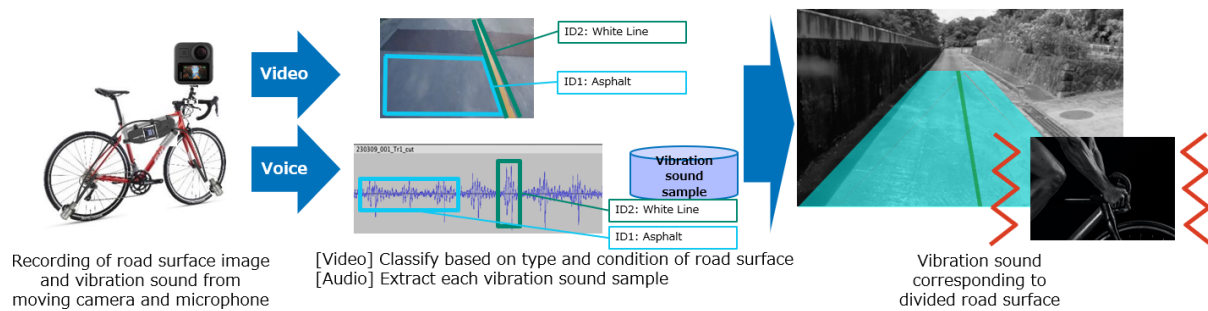 Video
Voice
ID2: White Line
ID1: Asphalt
230309_001_Tr1_cut
Vibration
sound
sample
ID2: White Line
ID1: Asphalt
Recording of road surface image
and vibration sound from
moving camera and microphone
[Video] Classify based on type and condition of road surface
[Audio] Extract each vibration sound sample
Vibration sound
corresponding to
divided road surface